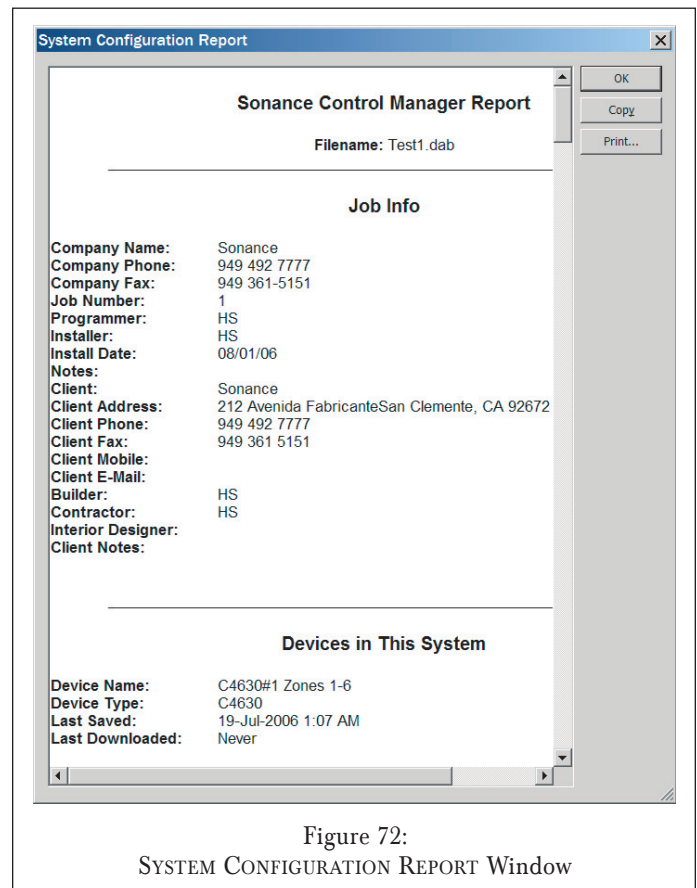 System Configuration Report
OK
Copy
Print...
Sonance Control Manager Report
Filename: Test1.dab
Job Info
Company Name: Sonance
Company Phone: 949 492 7777
Company Fax: 949 361-5151
Job Number: 1
Programmer: HS
Installer: HS
Install Date: 08/01/06
Notes:
Client: Sonance
Client Address: 212 Avenida FabricanteSan Clemente, CA 92672
Client Phone: 949 492 7777
Client Fax: 949 361 5151
Client Mobile:
Client E-Mail:
Builder: HS
Contractor: HS
Interior Designer:
Client Notes:
Devices in This System
Device Name: C4630#1 Zones 1-6
Device Type: C4630
Last Saved: 19-Jul-2006 1:07 AM
Last Downloaded: Never
Figure 72:
SYSTEM CONFIGURATION REPORT Window